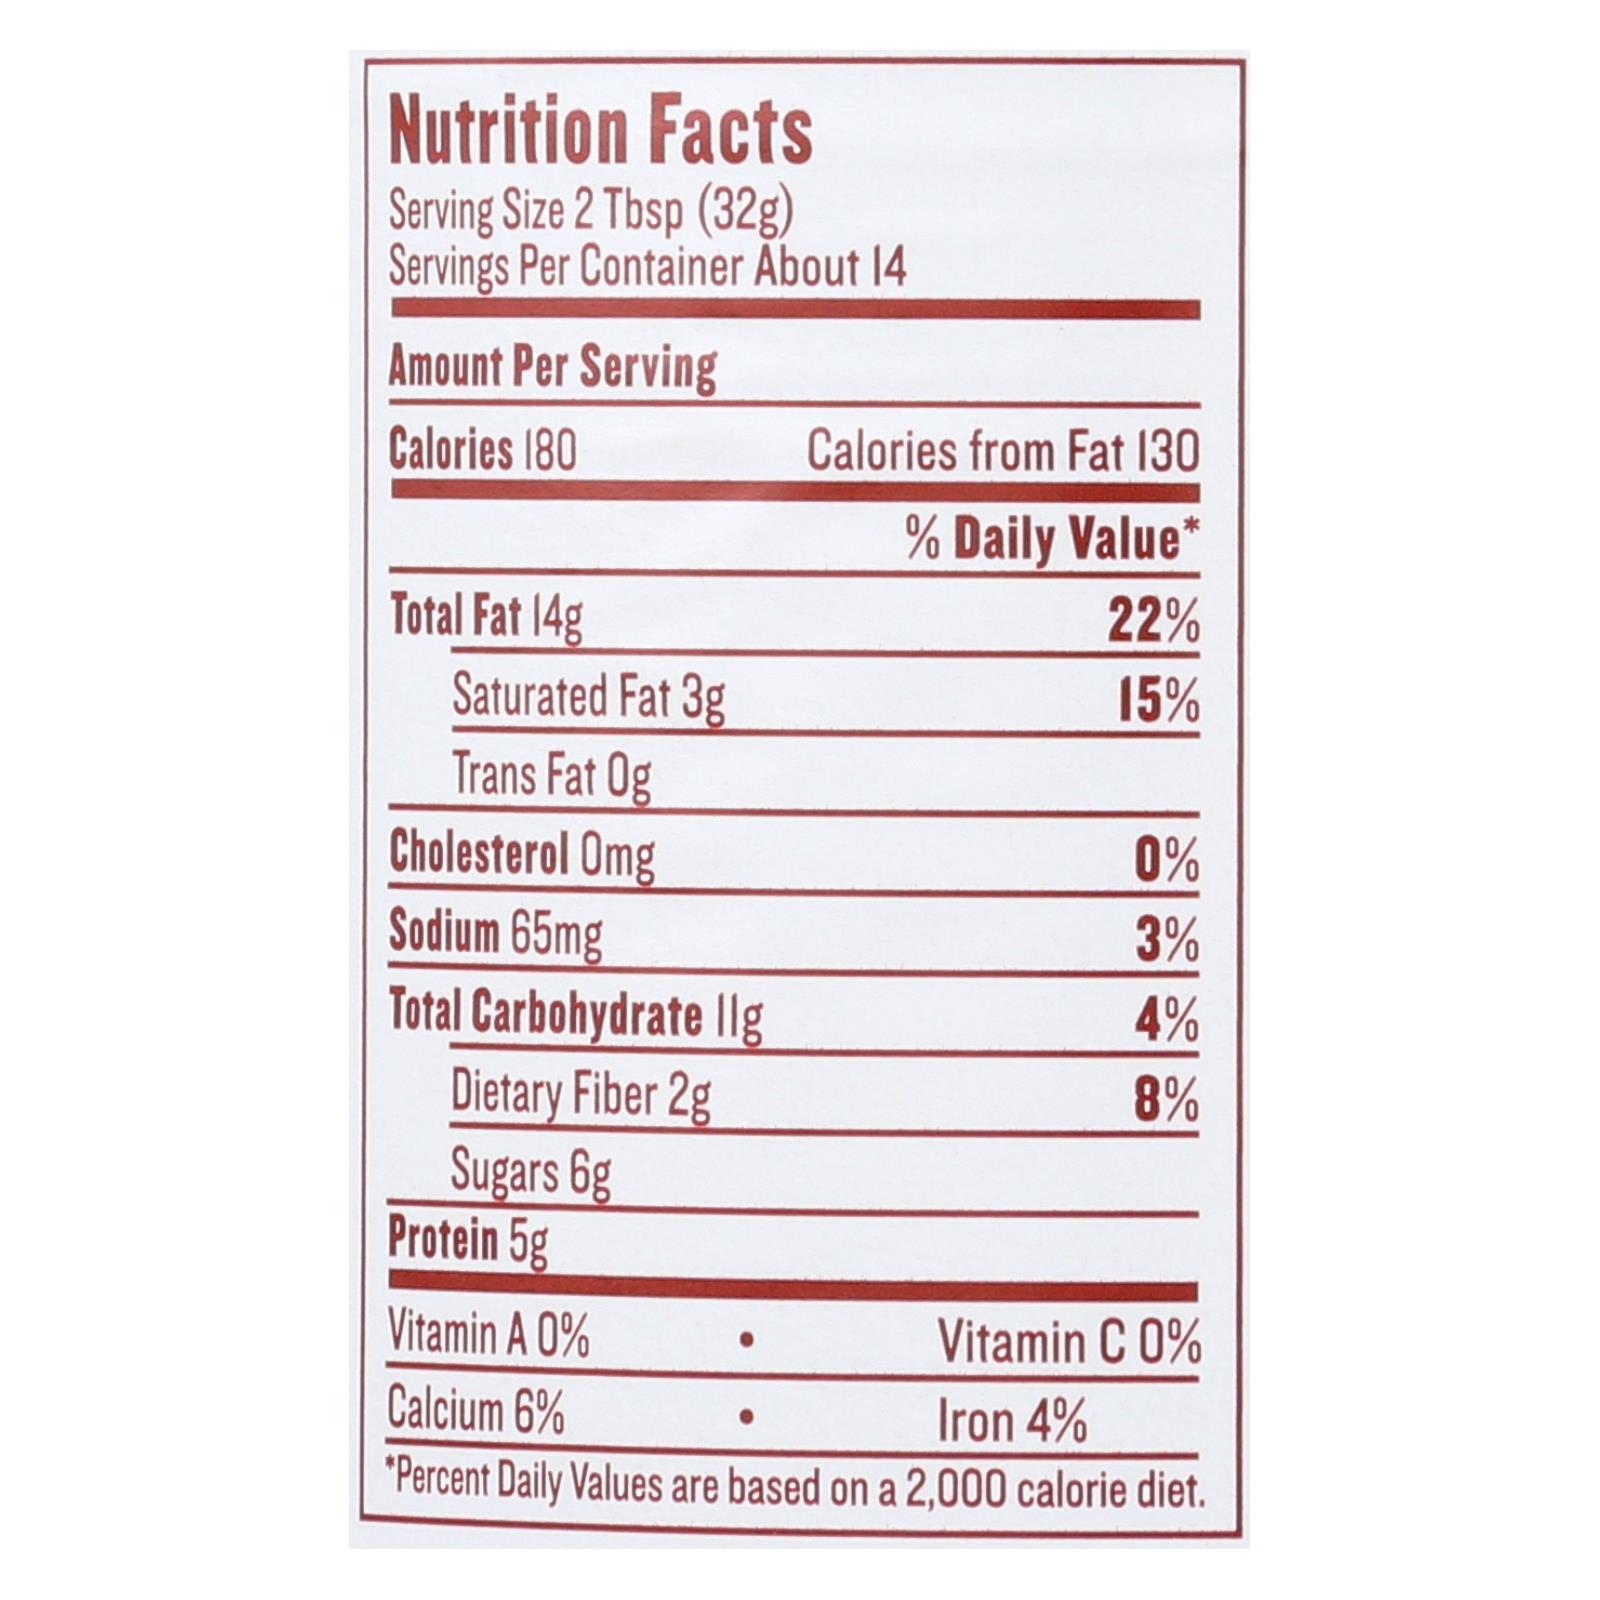 Nutrition Facts
Serving Size 2 Tbsp (32g)
Servings Per Container About 14
Amount Per Serving
Calories 180 Calories from Fat 130
% Daily Value*
Total Fat 14g 22%
Saturated Fat 3g 15%
Trans Fat 0g
Cholesterol 0mg 0%
Sodium 65mg 3%
Total Carbohydrate 11g 4%
Dietary Fiber 2g 8%
Sugars 6g
Protein 5g
Vitamin A 0% • Vitamin C 0%
Calcium 6% • Iron 4%
*Percent Daily Values are based on a 2,000 calorie diet.